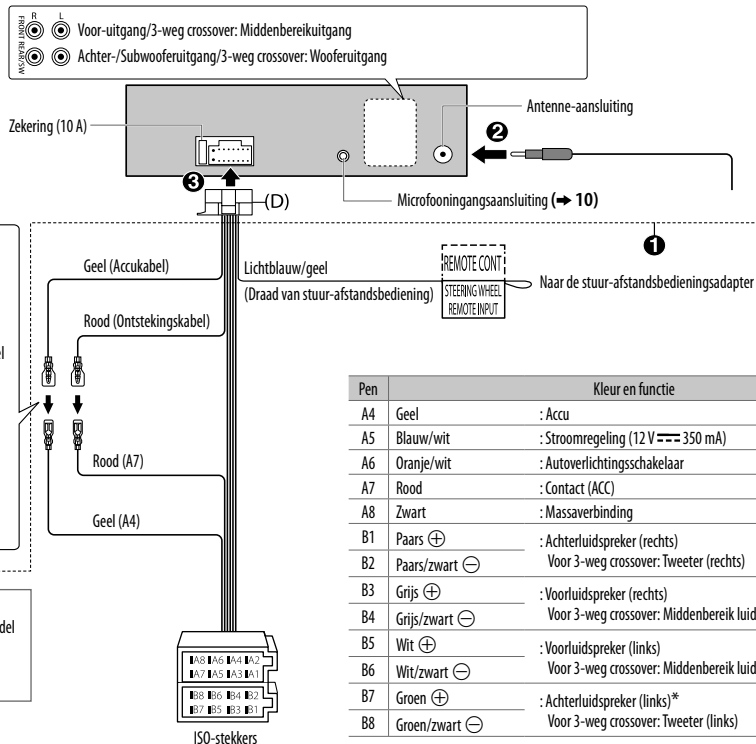 R L
FRONT Voor-uitgang/3-weg crossover: Middenbereikuitgang
REAR/SW Achter-/Subwooferuitgang/3-weg crossover: Wooferuitgang
Zekering (10 A)
Antenne-aansluiting
2
3
(D)
Microfooningangsaansluiting (➜ 10)
1
Geel (Accukabel)
Lichtblauw/geel
(Draad van stuur-afstandsbediening)
REMOTE CONT
STEERING WHEEL
REMOTE INPUT
Naar de stuur-afstandsbedieningsadapter
Rood (Ontstekingskabel)
Rood (A7)
Geel (A4)
del
A8 A6 A4 A2
A7 A5 A3 A1
B8 B6 B4 B2
B7 B5 B3 B1
ISO-stekkers
Pen Kleur en functie
A4 Geel : Accu
A5 Blauw/wit : Stroomregeling (12 V ⎓ 350 mA)
A6 Oranje/wit : Autoverlichtingsschakelaar
A7 Rood : Contact (ACC)
A8 Zwart : Massaverbinding
B1 Paars ⊕ : Achterluidspreker (rechts)
B2 Paars/zwart ⊖ Voor 3-weg crossover: Tweeter (rechts)
B3 Grijs ⊕ : Voorluidspreker (rechts)
B4 Grijs/zwart ⊖ Voor 3-weg crossover: Middenbereik luid
B5 Wit ⊕ : Voorluidspreker (links)
B6 Wit/zwart ⊖ Voor 3-weg crossover: Middenbereik luid
B7 Groen ⊕ : Achterluidspreker (links)*
B8 Groen/zwart ⊖ Voor 3-weg crossover: Tweeter (links)